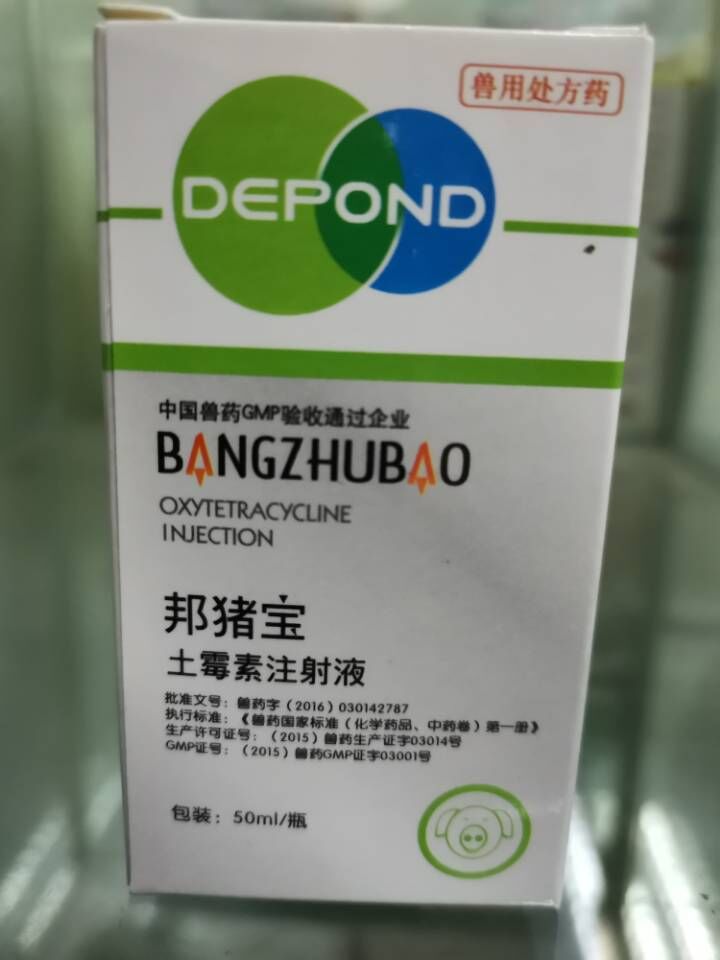 兽用处方药
DEPOND
中国兽药GMP验收通过企业
BANGZHUBAO
OXYTETRACYCLINE
INJECTION
邦猪宝
土霉素注射液
批准文号：兽药字（2016）030142787
执行标准：《兽药国家标准（化学药品、中药卷）第一册》
生产许可证号：（2015）兽药生产证字03014号
GMP证号：（2015）兽药GMP证字03001号
包装：50ml/瓶